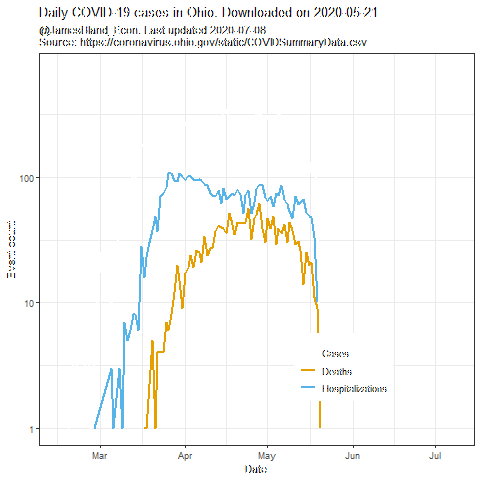 Daily COVID-19 cases in Ohio. Downloaded on 2020-05-21
@JamesBland_Econ. Last updated 2020-07-08
Source: https://coronavirus.ohio.gov/static/COVIDSummaryData.csv
Event count
100
10
1
Cases
Deaths
Hospitalizations
Mar
Apr
May
Jun
Jul
Date